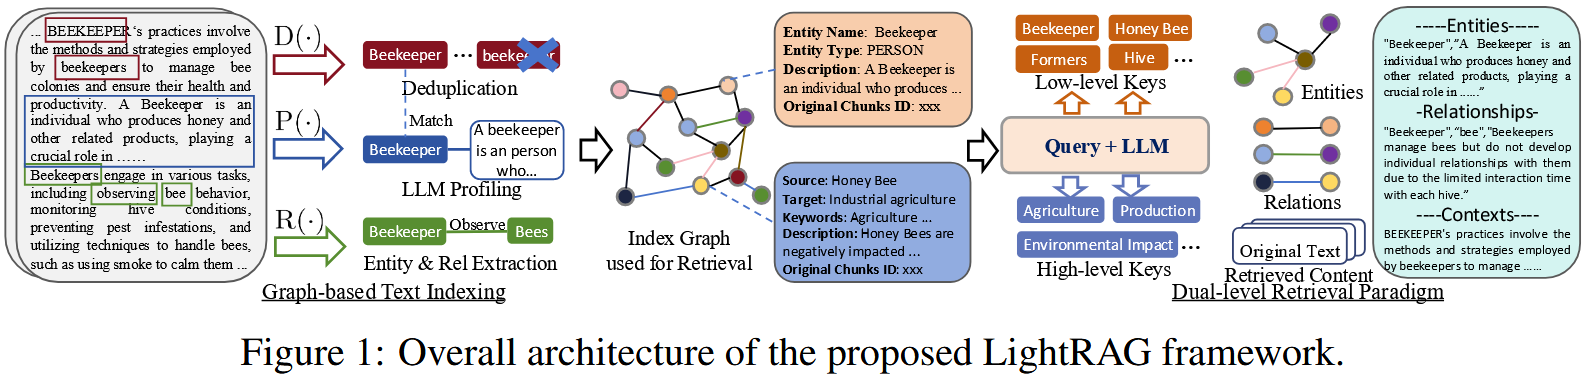 ... BEEKEEPER's practices involve
the methods and strategies employed
by beekeepers to manage bee
colonies and ensure their health and
productivity. A Beekeeper is an
individual who produces honey and
other related products, playing a
crucial role in ……
Beekeepers engage in various tasks,
including observing bee behavior,
monitoring hive conditions,
preventing pest infestations, and
utilizing techniques to handle bees,
such as using smoke to calm them ...
D(·)
Beekeeper ... beekeeper
Deduplication
Match
P(·)
Beekeeper
A beekeeper
is an person
who...
LLM Profiling
R(·)
Beekeeper Observe Bees
Entity & Rel Extraction
Graph-based Text Indexing
Index Graph
used for Retrieval
Entity Name: Beekeeper
Entity Type: PERSON
Description: A Beekeeper is
an individual who produces ...
Original Chunks ID: xxx
Source: Honey Bee
Target: Industrial agriculture
Keywords: Agriculture ...
Description: Honey Bees are
negatively impacted ...
Original Chunks ID: xxx
Beekeeper Honey Bee
Formers Hive ...
Low-level Keys
Query + LLM
Agriculture Production
Environmental Impact ...
High-level Keys
Entities
Relations
Original Text
Retrieved Content
Dual-level Retrieval Paradigm
-----Entities-----
"Beekeeper","A Beekeeper is an
individual who produces honey and
other related products, playing a
crucial role in ……"
-Relationships-
"Beekeeper","bee","Beekeepers
manage bees but do not develop
individual relationships with them
due to the limited interaction time
with each hive."
----Contexts----
BEEKEEPER's practices involve the
methods and strategies employed
by beekeepers to manage ……
Figure 1: Overall architecture of the proposed LightRAG framework.